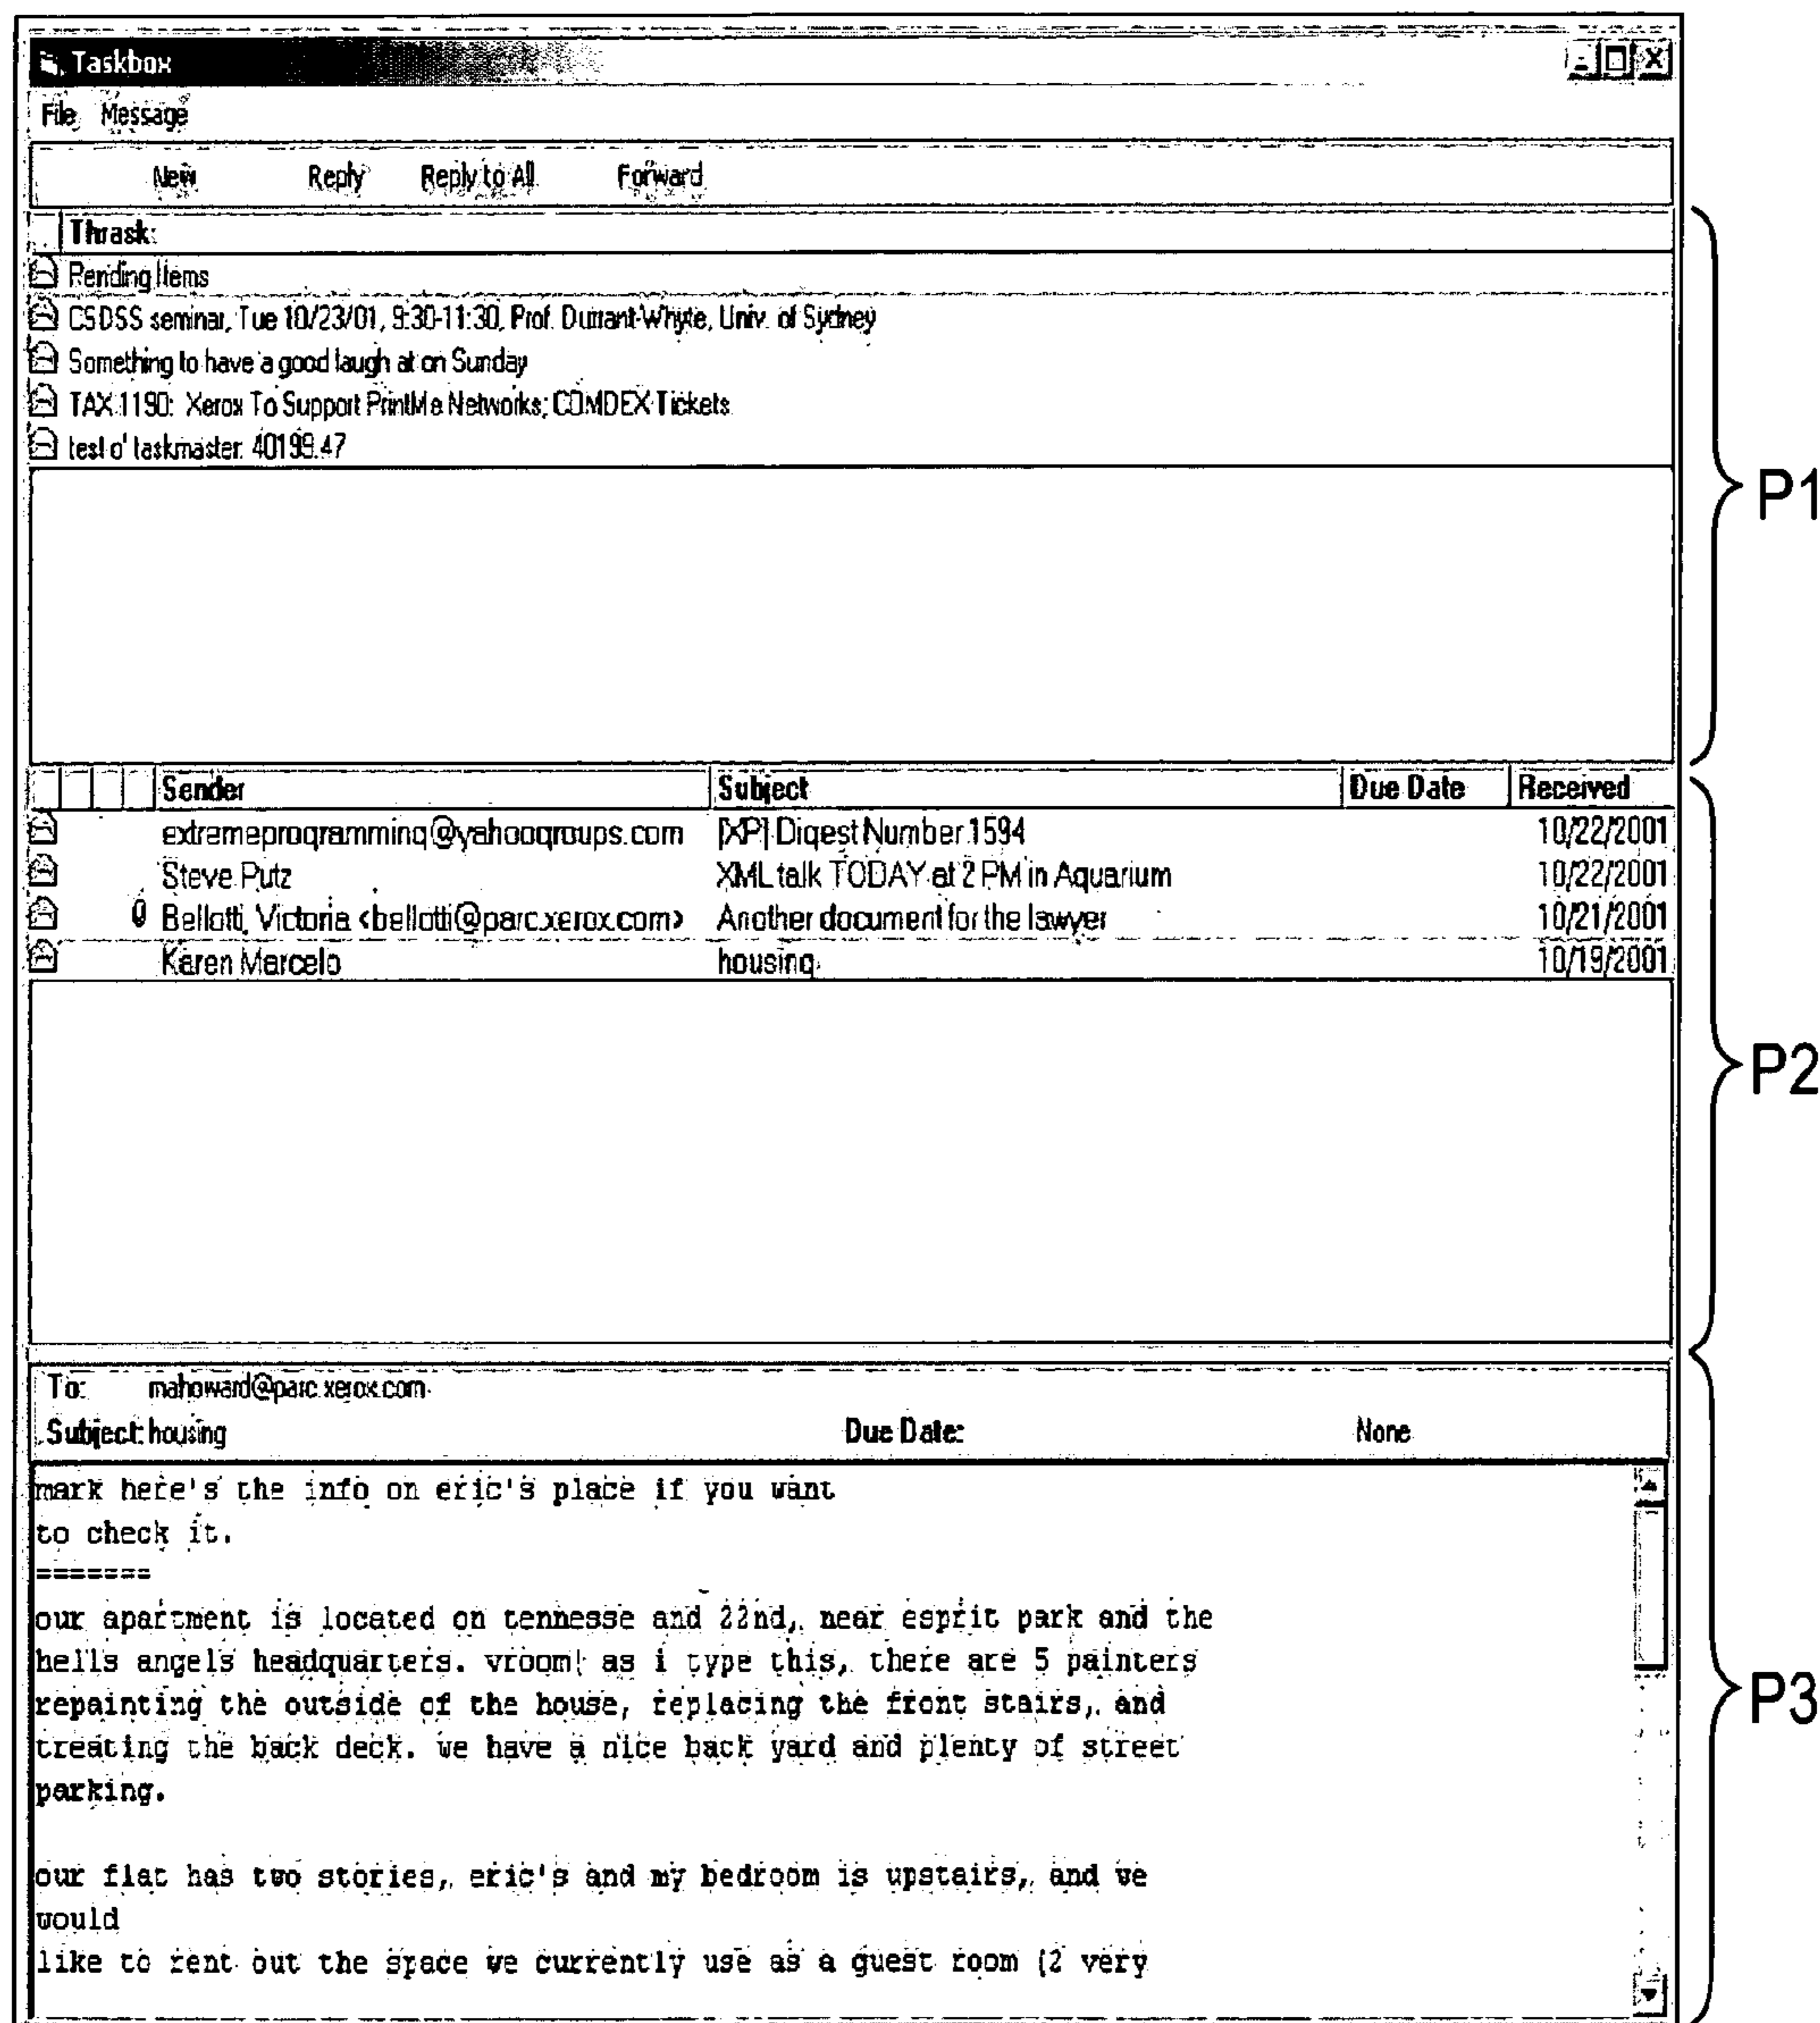 Taskbox
File Message
New Reply Reply to All Forward
Thrask:
Pending Items
CSDSS seminar, Tue 10/23/01, 9:30-11:30, Prof. Durrant-Whyte, Univ. of Sydney
Something to have a good laugh at on Sunday
TAX 1190: Xerox To Support PrintMe Networks; COMDEX Tickets
test o' taskmaster: 40199.47
P1
Sender Subject Due Date Received
extremeprogramming@yahoogroups.com [XP] Digest Number 1594 10/22/2001
Steve Putz XML talk TODAY at 2 PM in Aquarium 10/22/2001
Bellotti, Victoria <bellotti@parc.xerox.com> Another document for the lawyer 10/21/2001
Karen Marcelo housing 10/19/2001
P2
To: mahoward@parc.xerox.com
Subject: housing Due Date: None
mark here's the info on eric's place if you want
to check it.
=======
our apartment is located on tennesse and 22nd, near esprit park and the
hells angels headquarters. vroom! as i type this, there are 5 painters
repainting the outside of the house, replacing the front stairs, and
treating the back deck. we have a nice back yard and plenty of street
parking.
our flat has two stories, eric's and my bedroom is upstairs, and we
would
like to rent out the space we currently use as a guest room (2 very
P3